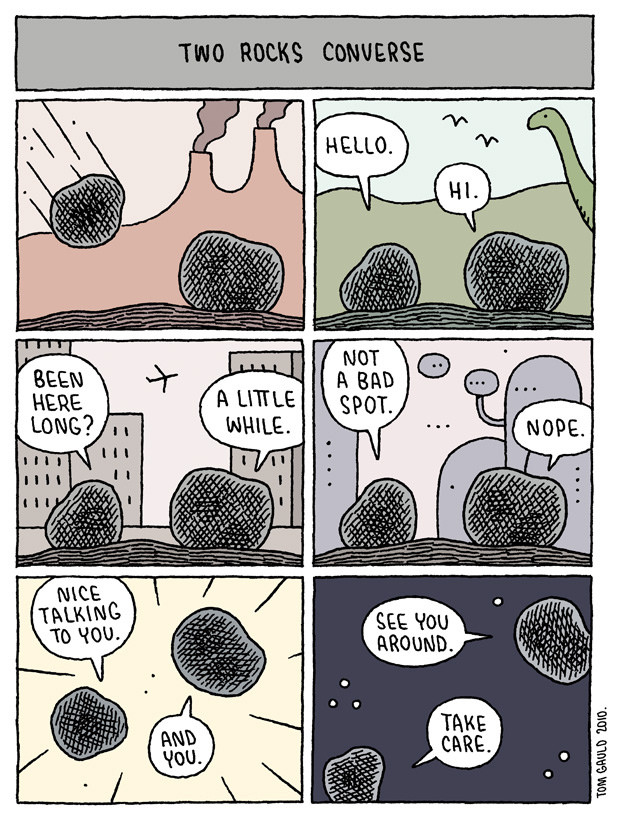 TWO ROCKS CONVERSE
HELLO.
HI.
BEEN
HERE
LONG?
A LITTLE
WHILE.
NOT
A BAD
SPOT.
NOPE.
NICE
TALKING
TO YOU.
AND
YOU.
SEE YOU
AROUND.
TAKE
CARE.
TOM GAULD 2010.